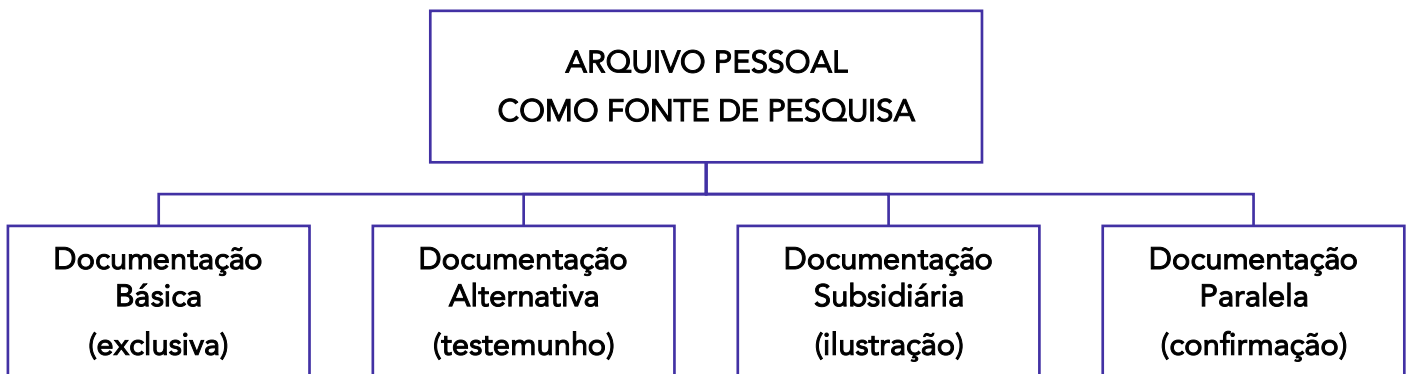 ARQUIVO PESSOAL
COMO FONTE DE PESQUISA
Documentação
Básica
(exclusiva)
Documentação
Alternativa
(testemunho)
Documentação
Subsidiária
(ilustração)
Documentação
Paralela
(confirmação)